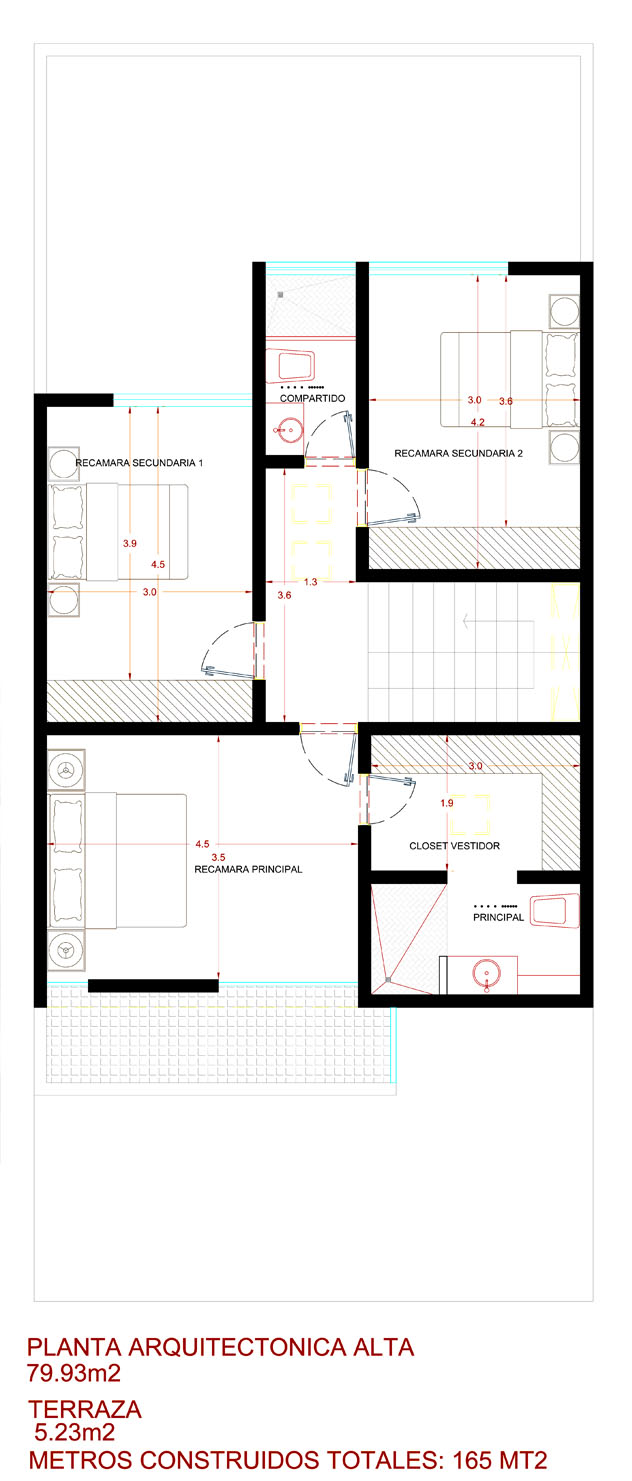 COMPARTIDO
3.0
3.6
4.2
RECAMARA SECUNDARIA 2
RECAMARA SECUNDARIA 1
3.9
4.5
3.0
1.3
3.6
3.0
1.9
4.5
3.5
CLOSET VESTIDOR
RECAMARA PRINCIPAL
PRINCIPAL
PLANTA ARQUITECTONICA ALTA
79.93m2
TERRAZA
5.23m2
METROS CONSTRUIDOS TOTALES: 165 MT2